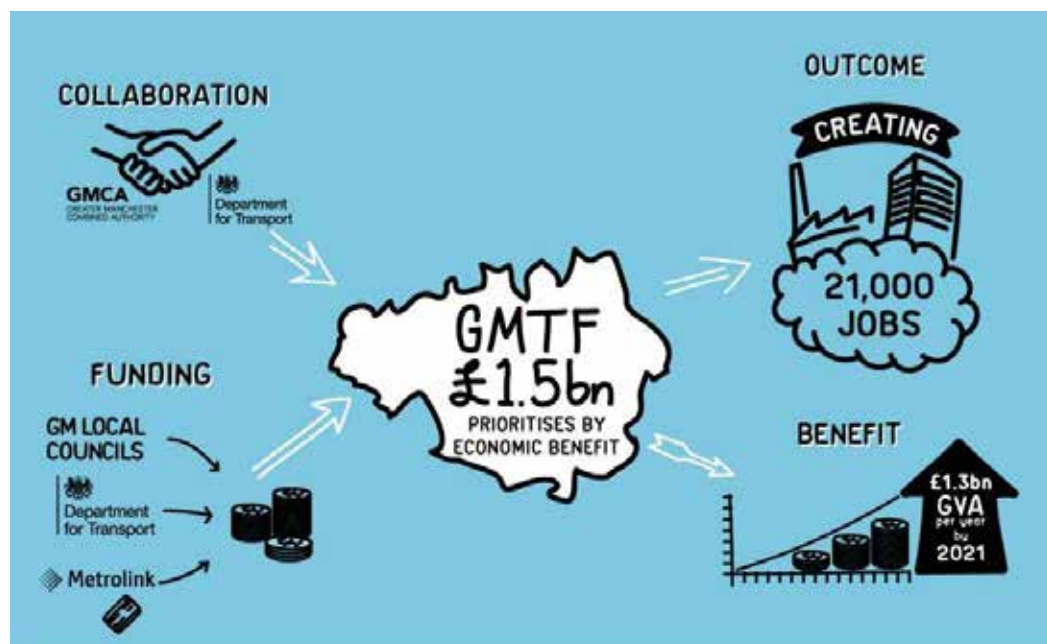 COLLABORATION
GMCA
GREATER MANCHESTER
COMBINED AUTHORITY
Department
for Transport
FUNDING
GM LOCAL
COUNCILS
Department
for Transport
Metrolink
GMTF
£1.5bn
PRIORITISES BY
ECONOMIC BENEFIT
OUTCOME
CREATING
21,000
JOBS
BENEFIT
£1.3bn
GVA
per year
by
2021